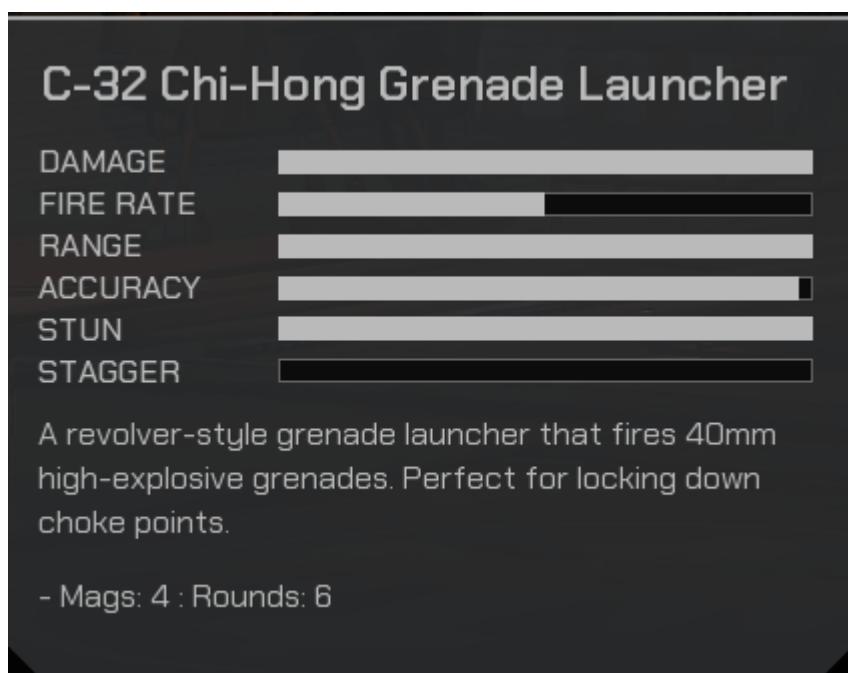 C-32 Chi-Hong Grenade Launcher
DAMAGE
FIRE RATE
RANGE
ACCURACY
STUN
STAGGER
A revolver-style grenade launcher that fires 40mm
high-explosive grenades. Perfect for locking down
choke points.
- Mags: 4 : Rounds: 6